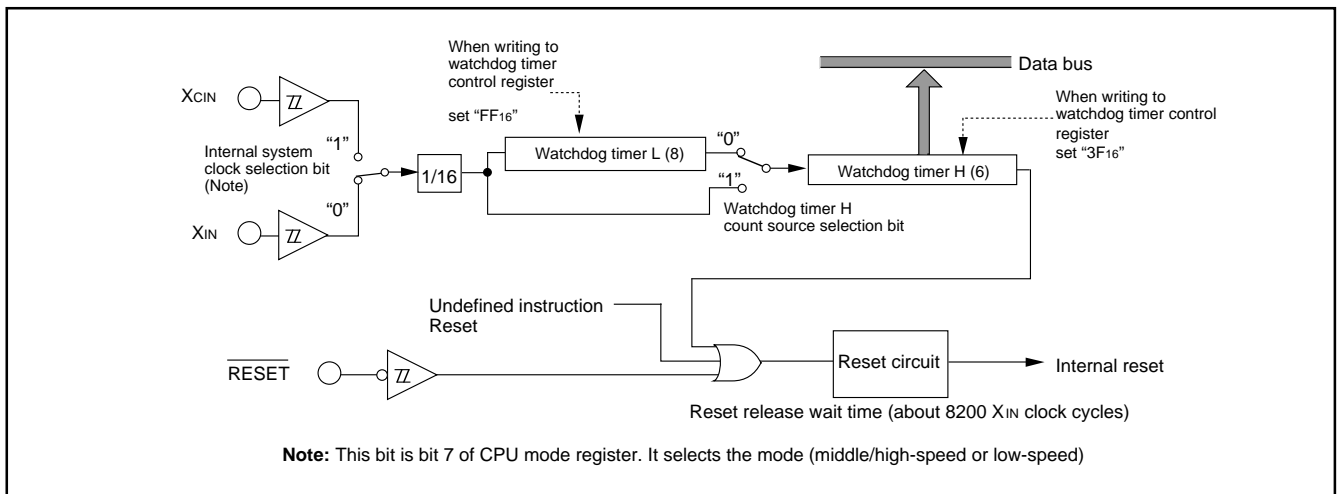 When writing to
watchdog timer
control register
set “FF16”
Data bus
When writing to
watchdog timer control
register
set “3F16”
XCIN
“1”
Internal system
clock selection bit
(Note)
“0”
XIN
1/16
Watchdog timer L (8)
“0”
“1”
Watchdog timer H
count source selection bit
Watchdog timer H (6)
Undefined instruction
Reset
RESET
Reset circuit
Internal reset
Reset release wait time (about 8200 XIN clock cycles)
Note: This bit is bit 7 of CPU mode register. It selects the mode (middle/high-speed or low-speed)